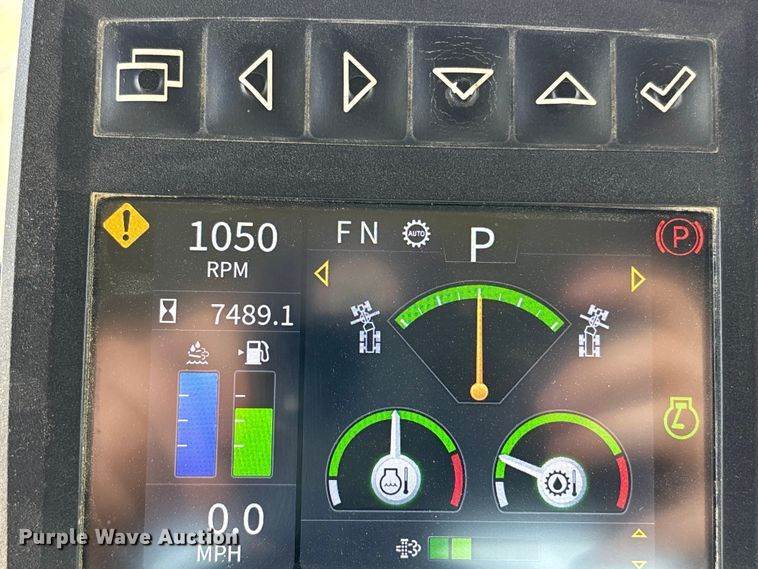 1050
RPM
F N
AUTO
P
P
7489.1
0.0
MPH
Purple Wave Auction